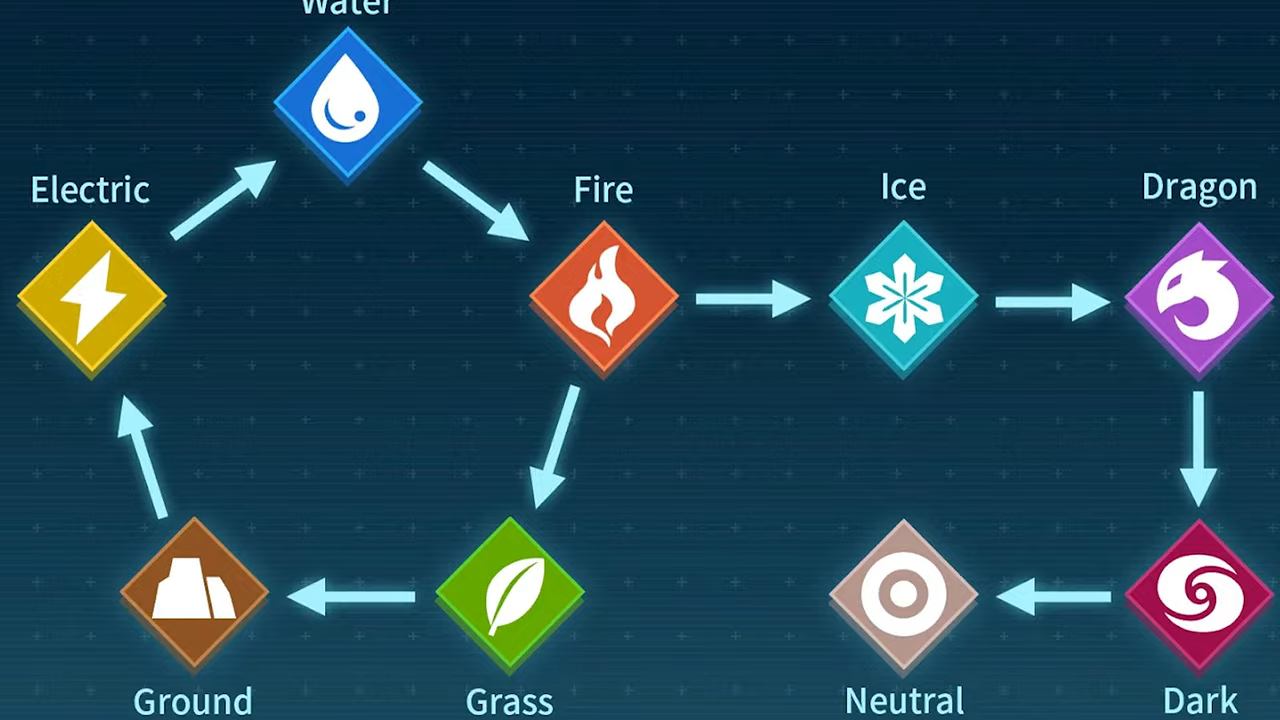 Water
Electric
Fire
Ice
Dragon
Ground
Grass
Neutral
Dark